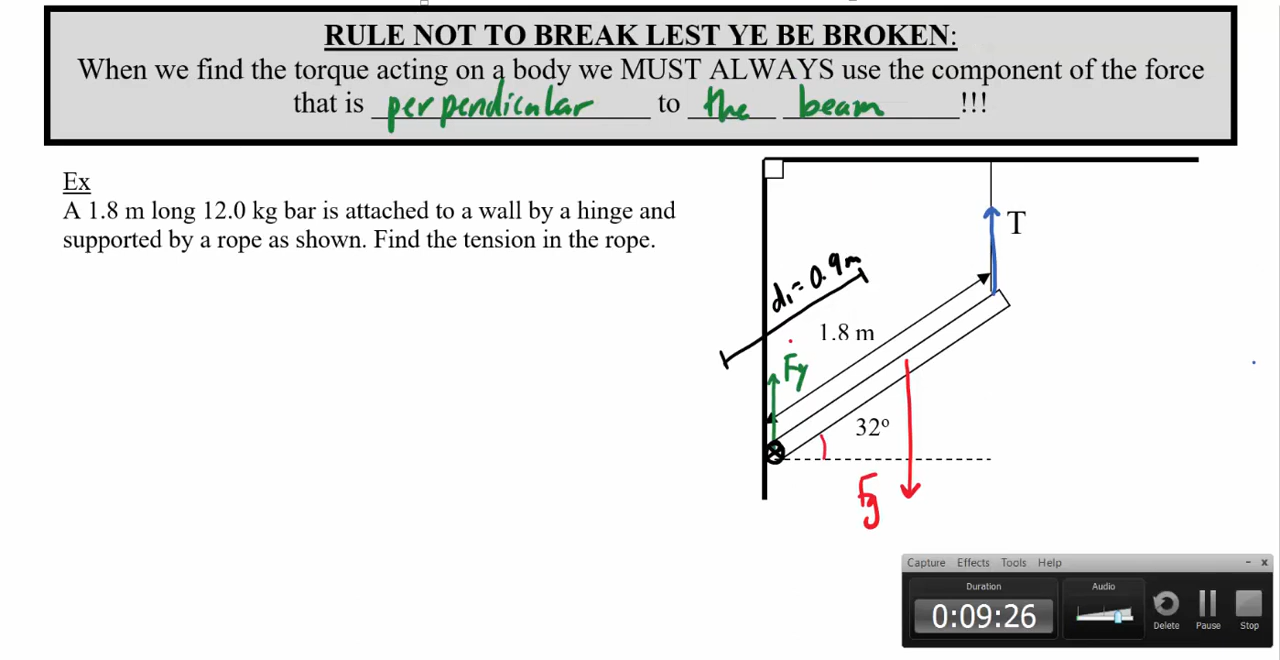 RULE NOT TO BREAK LEST YE BE BROKEN:
When we find the torque acting on a body we MUST ALWAYS use the component of the force
that is perpendicular to the beam!!!
Ex
A 1.8 m long 12.0 kg bar is attached to a wall by a hinge and
supported by a rope as shown. Find the tension in the rope.
T
d₁=0.9m
1.8 m
Fy
32º
Fg
Capture Effects Tools Help - x
Duration
0:09:26
Audio
Delete Pause Stop